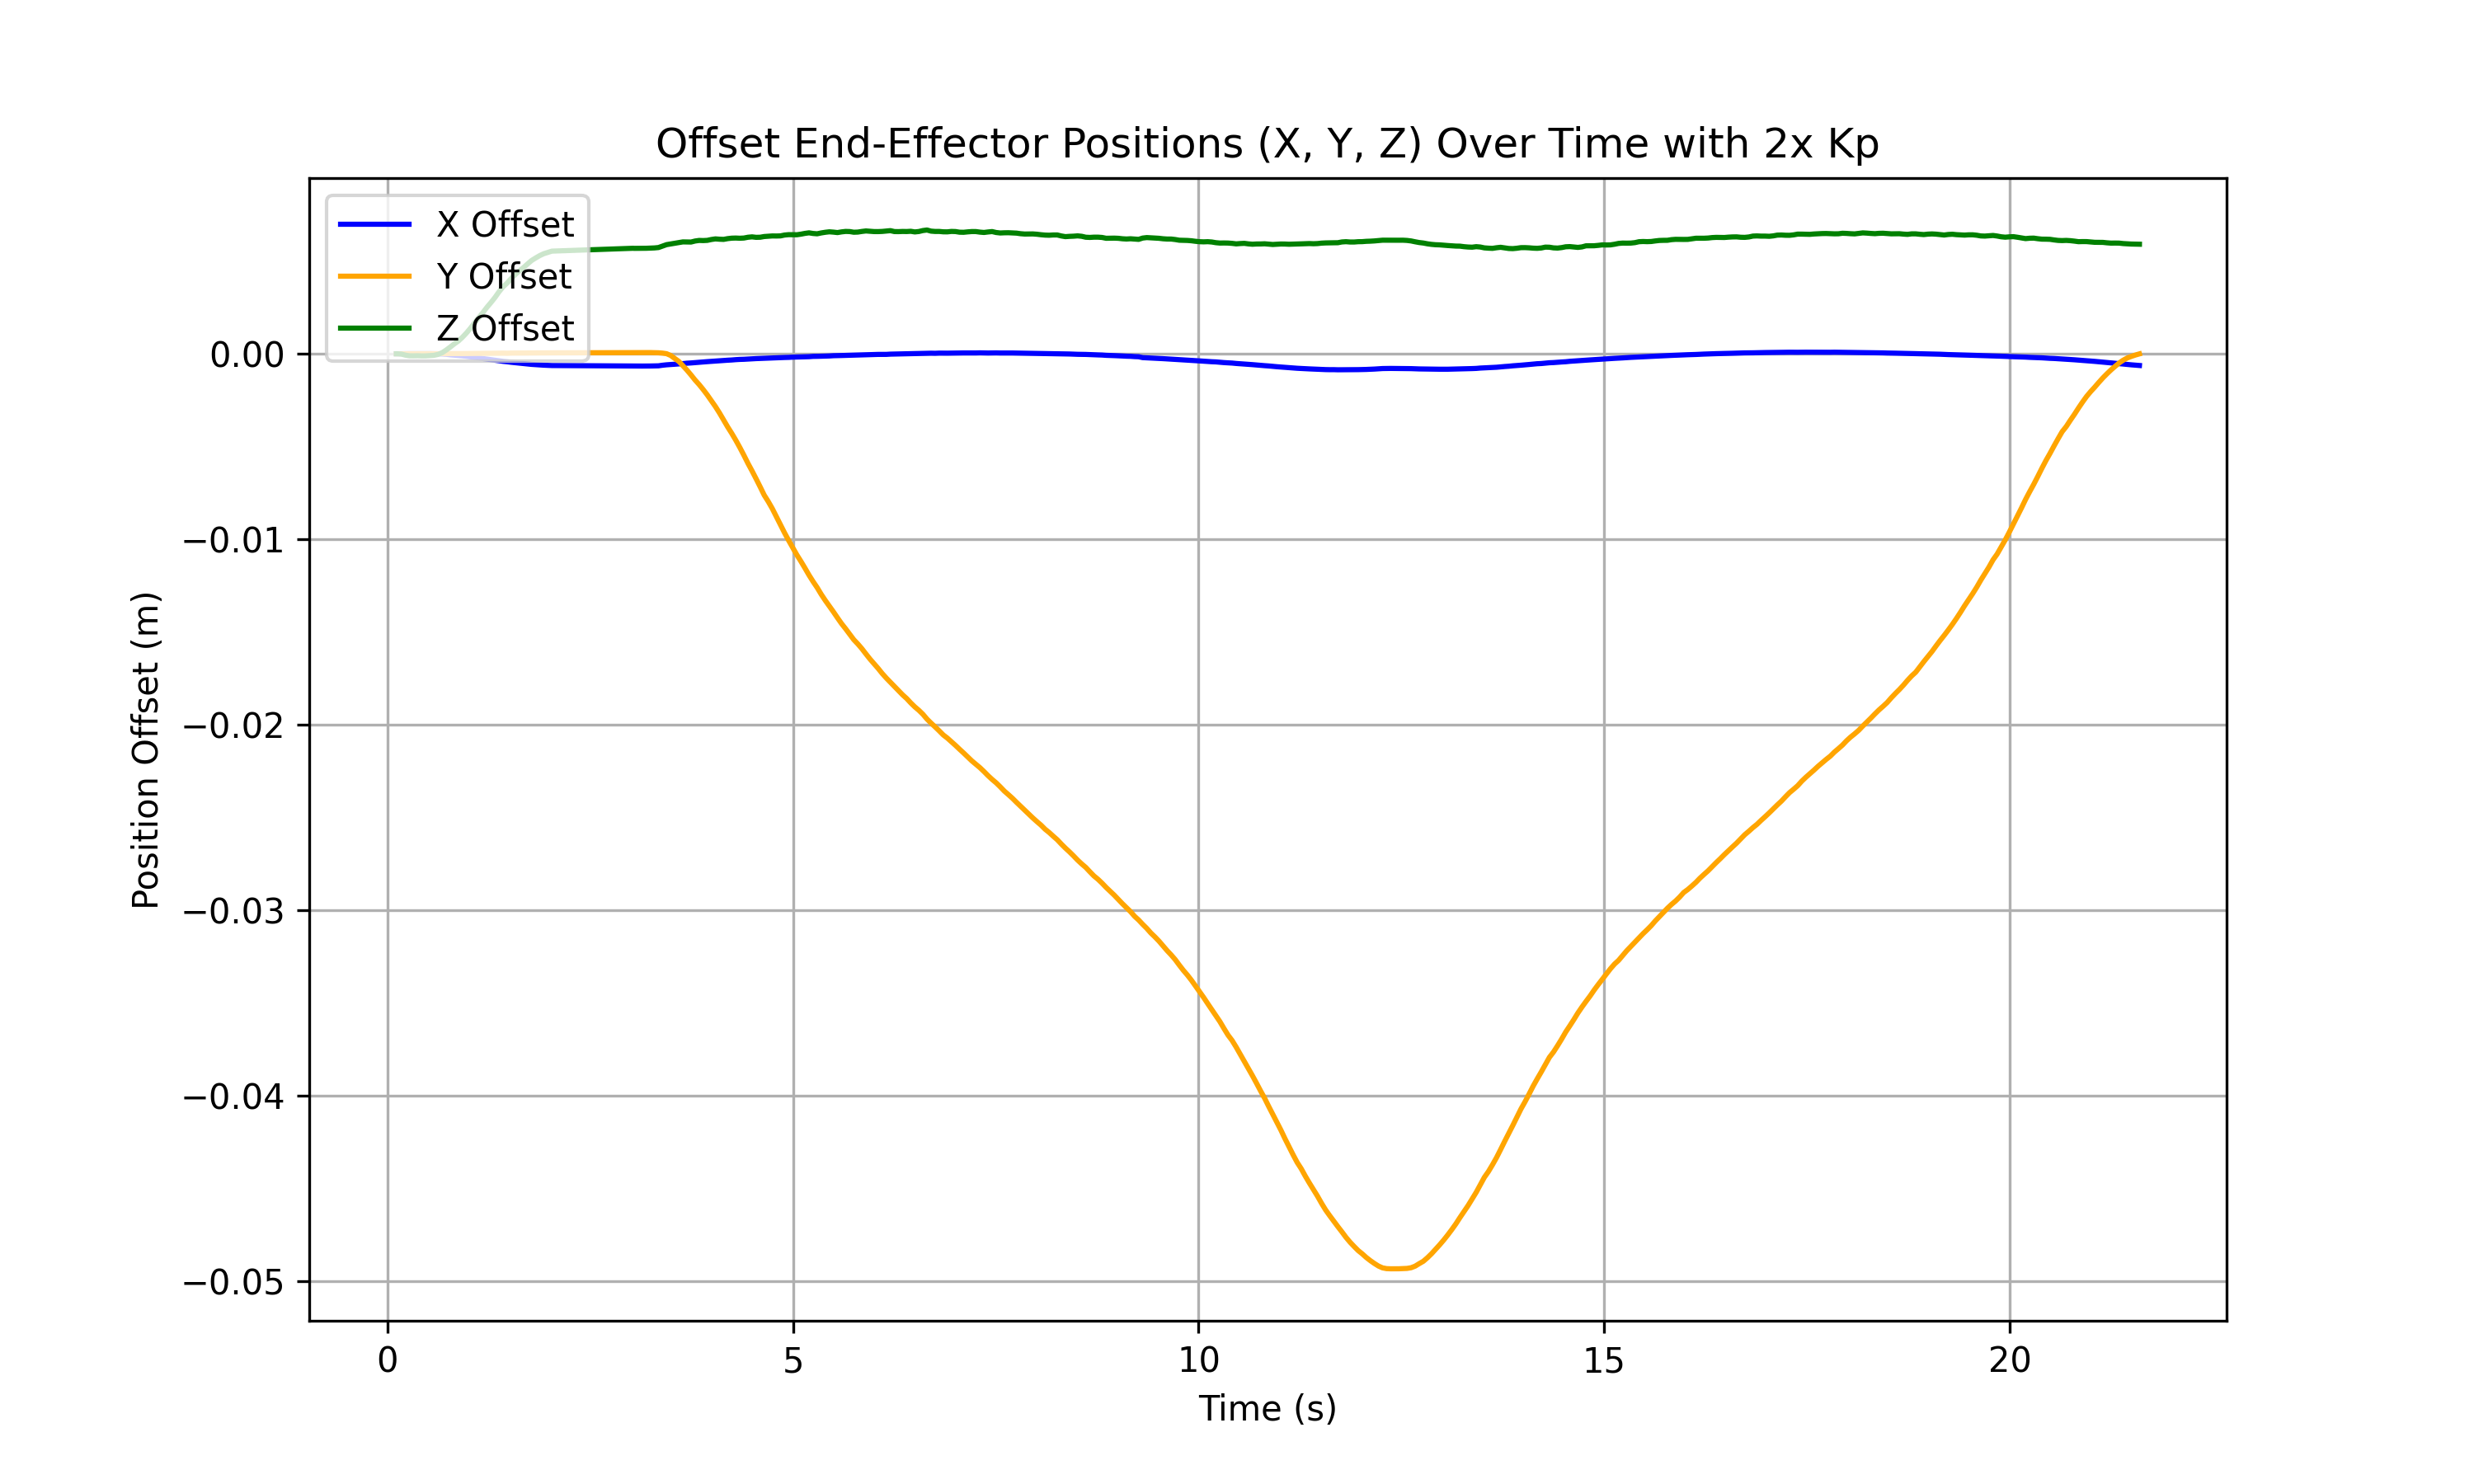 Offset End-Effector Positions (X, Y, Z) Over Time with 2x Kp
X Offset
Y Offset
Z Offset
0.00
−0.01
−0.02
−0.03
−0.04
−0.05
Position Offset (m)
0 5 10 15 20
Time (s)